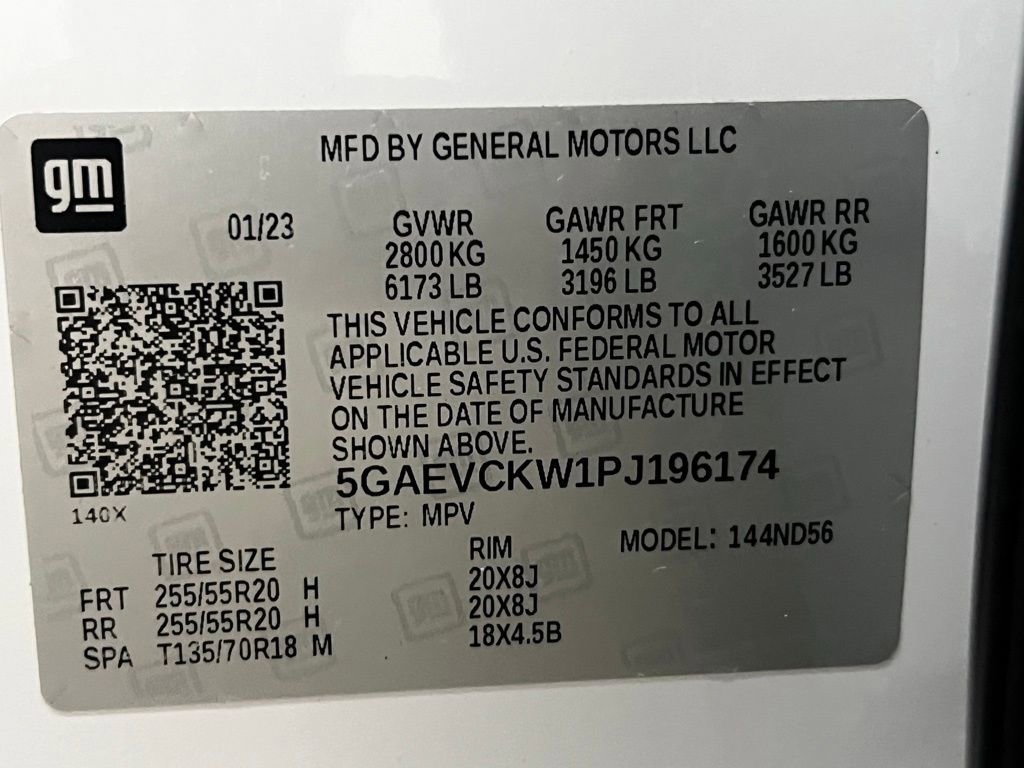 gm
MFD BY GENERAL MOTORS LLC
01/23 GVWR GAWR FRT GAWR RR
2800 KG 1450 KG 1600 KG
6173 LB 3196 LB 3527 LB
THIS VEHICLE CONFORMS TO ALL
APPLICABLE U.S. FEDERAL MOTOR
VEHICLE SAFETY STANDARDS IN EFFECT
ON THE DATE OF MANUFACTURE
SHOWN ABOVE.
5GAEVCKW1PJ196174
140X
TYPE: MPV
TIRE SIZE RIM MODEL: 144ND56
FRT 255/55R20 H 20X8J
RR 255/55R20 H 20X8J
SPA T135/70R18 M 18X4.5B